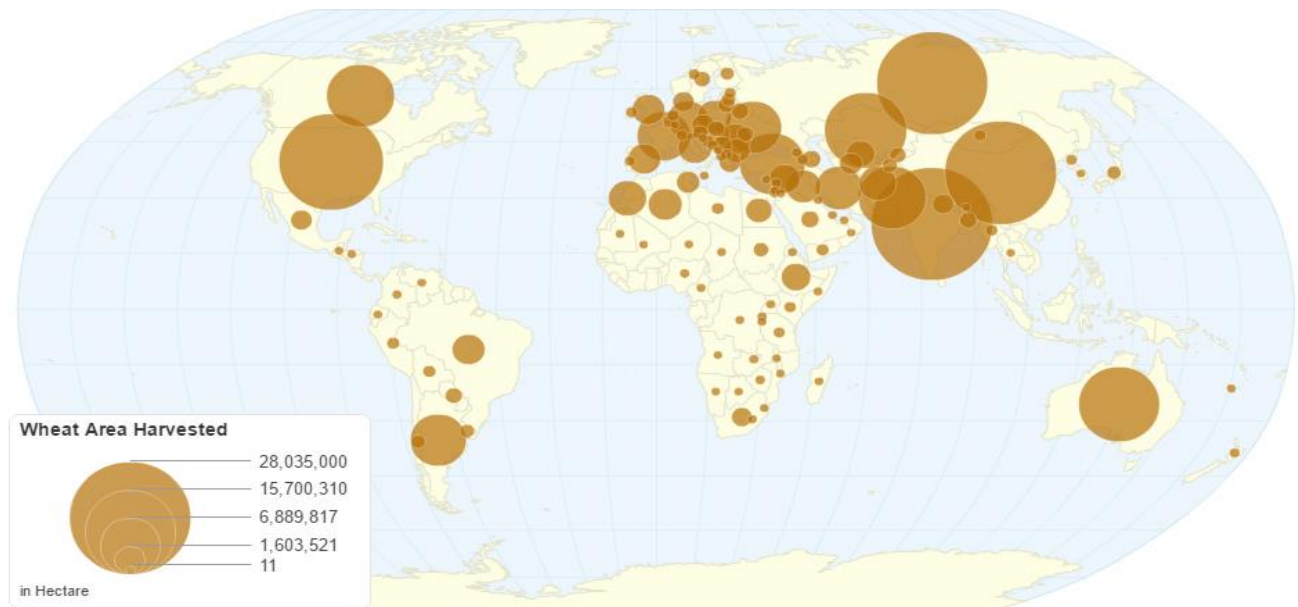 Wheat Area Harvested
28,035,000
15,700,310
6,889,817
1,603,521
11
in Hectare